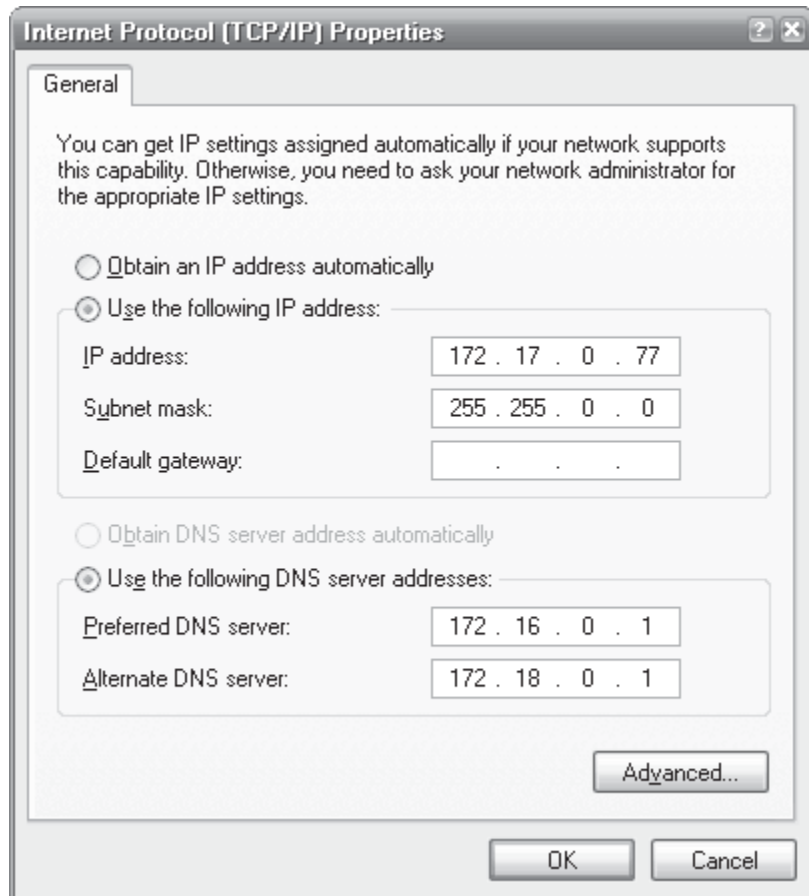 Internet Protocol (TCP/IP) Properties
General
You can get IP settings assigned automatically if your network supports
this capability. Otherwise, you need to ask your network administrator for
the appropriate IP settings.
Obtain an IP address automatically
Use the following IP address:
IP address: 172 . 17 . 0 . 77
Subnet mask: 255 . 255 . 0 . 0
Default gateway: . . .
Obtain DNS server address automatically
Use the following DNS server addresses:
Preferred DNS server: 172 . 16 . 0 . 1
Alternate DNS server: 172 . 18 . 0 . 1
Advanced...
OK Cancel